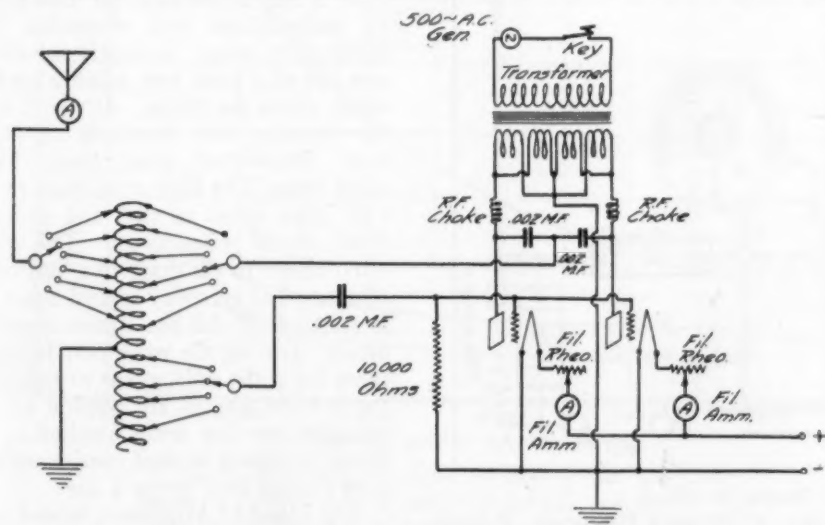 500~A.C.
Gen.
Key
Transformer
A
R.F.
Choke
.002 M.F.
R.F.
Choke
.002
M.F.
.002 M.F.
10,000
Ohms
Fil.
Rheo.
Fil.
Rheo.
A
A
Fil.
Amm
Fil.
Amm.
+
-